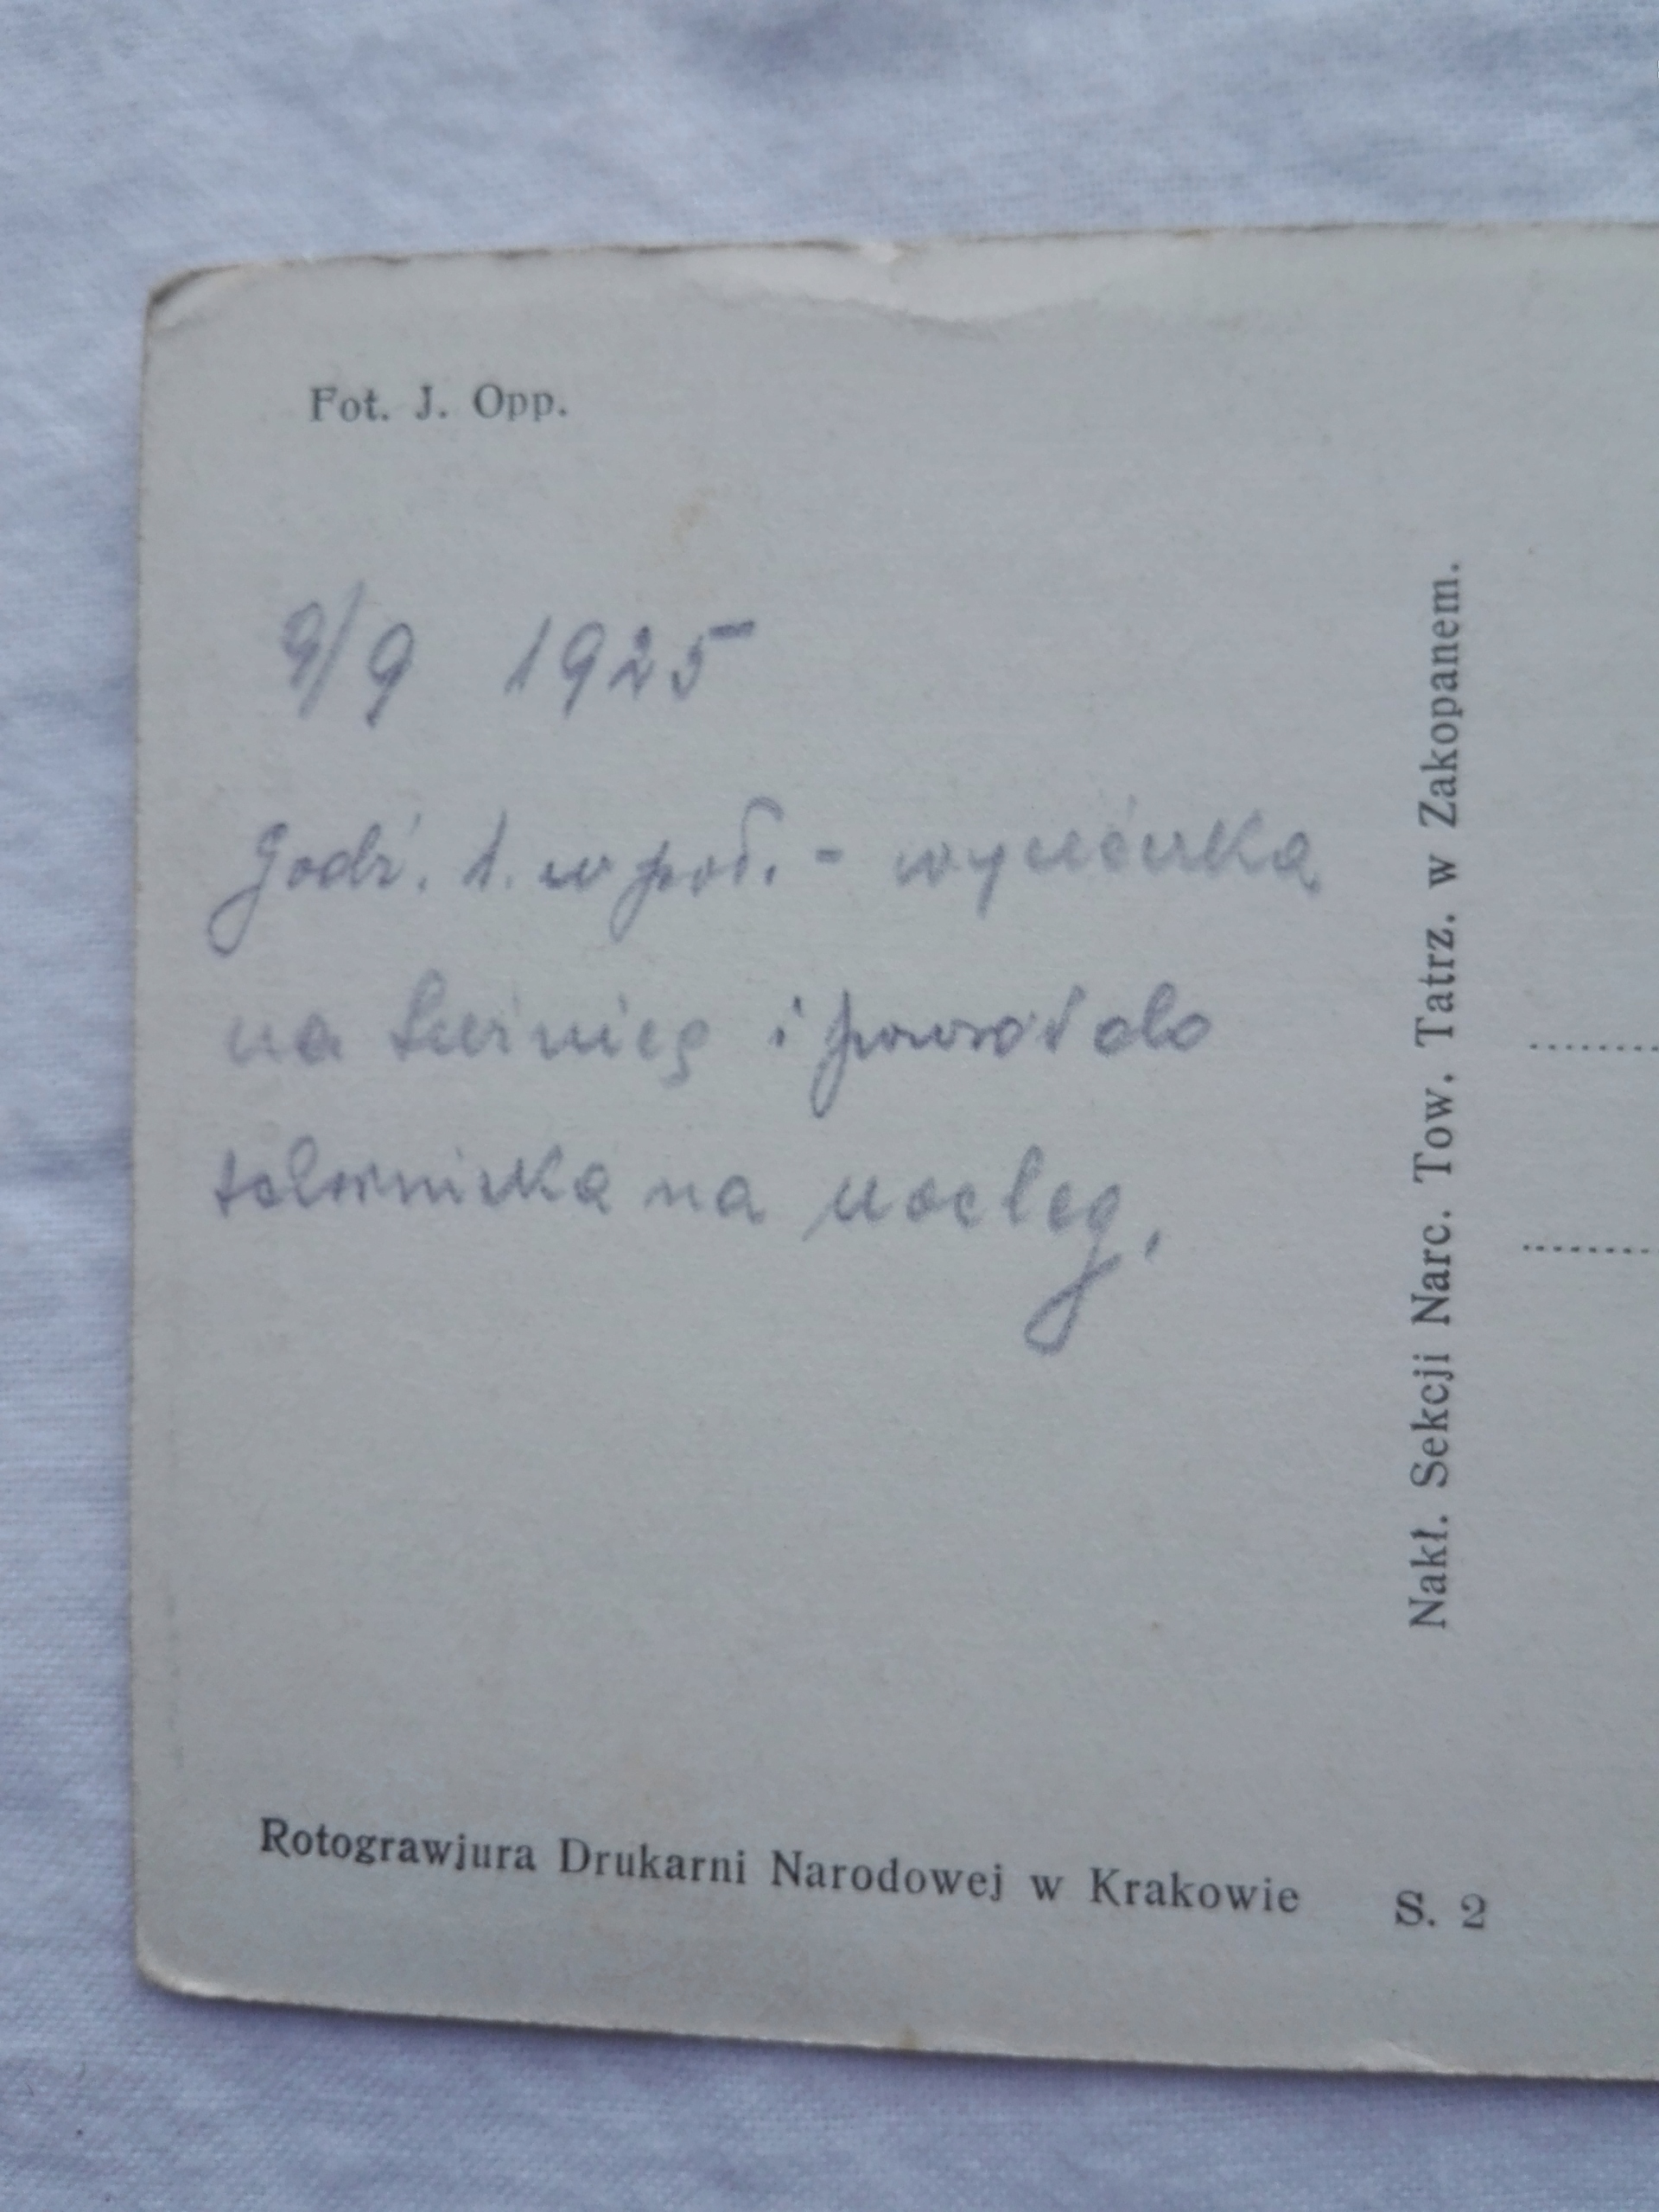 Fot. J. Opp.
9/9 1925
Godz. 1. w poł. - wycieczka
na Świnicę i powrót do
schroniska na nocleg.
Nakł. Sekcji Narc. Tow. Tatrz. w Zakopanem.
Rotograwjura Drukarni Narodowej w Krakowie S. 2